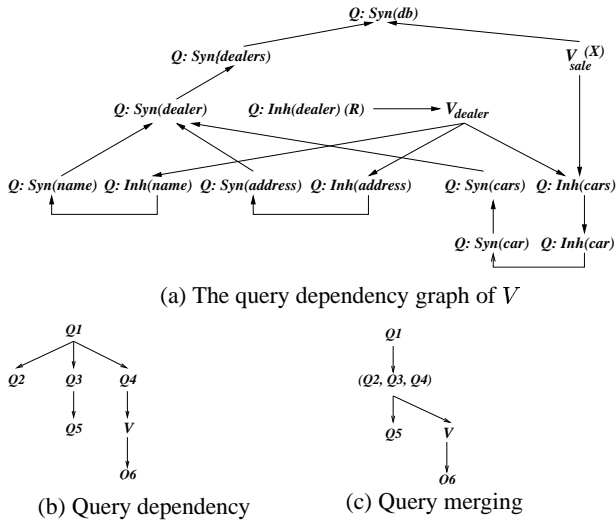 Q: Syn(db)
Q: Syn{dealers)
V_sale (X)
Q: Syn(dealer)
Q: Inh(dealer) (R)
V_dealer
Q: Syn(name)
Q: Inh(name)
Q: Syn(address)
Q: Inh(address)
Q: Syn(cars)
Q: Inh(cars)
Q: Syn(car)
Q: Inh(car)
(a) The query dependency graph of V
Q1
Q2
Q3
Q4
Q5
V
O6
(b) Query dependency
Q1
(Q2, Q3, Q4)
Q5
V
O6
(c) Query merging